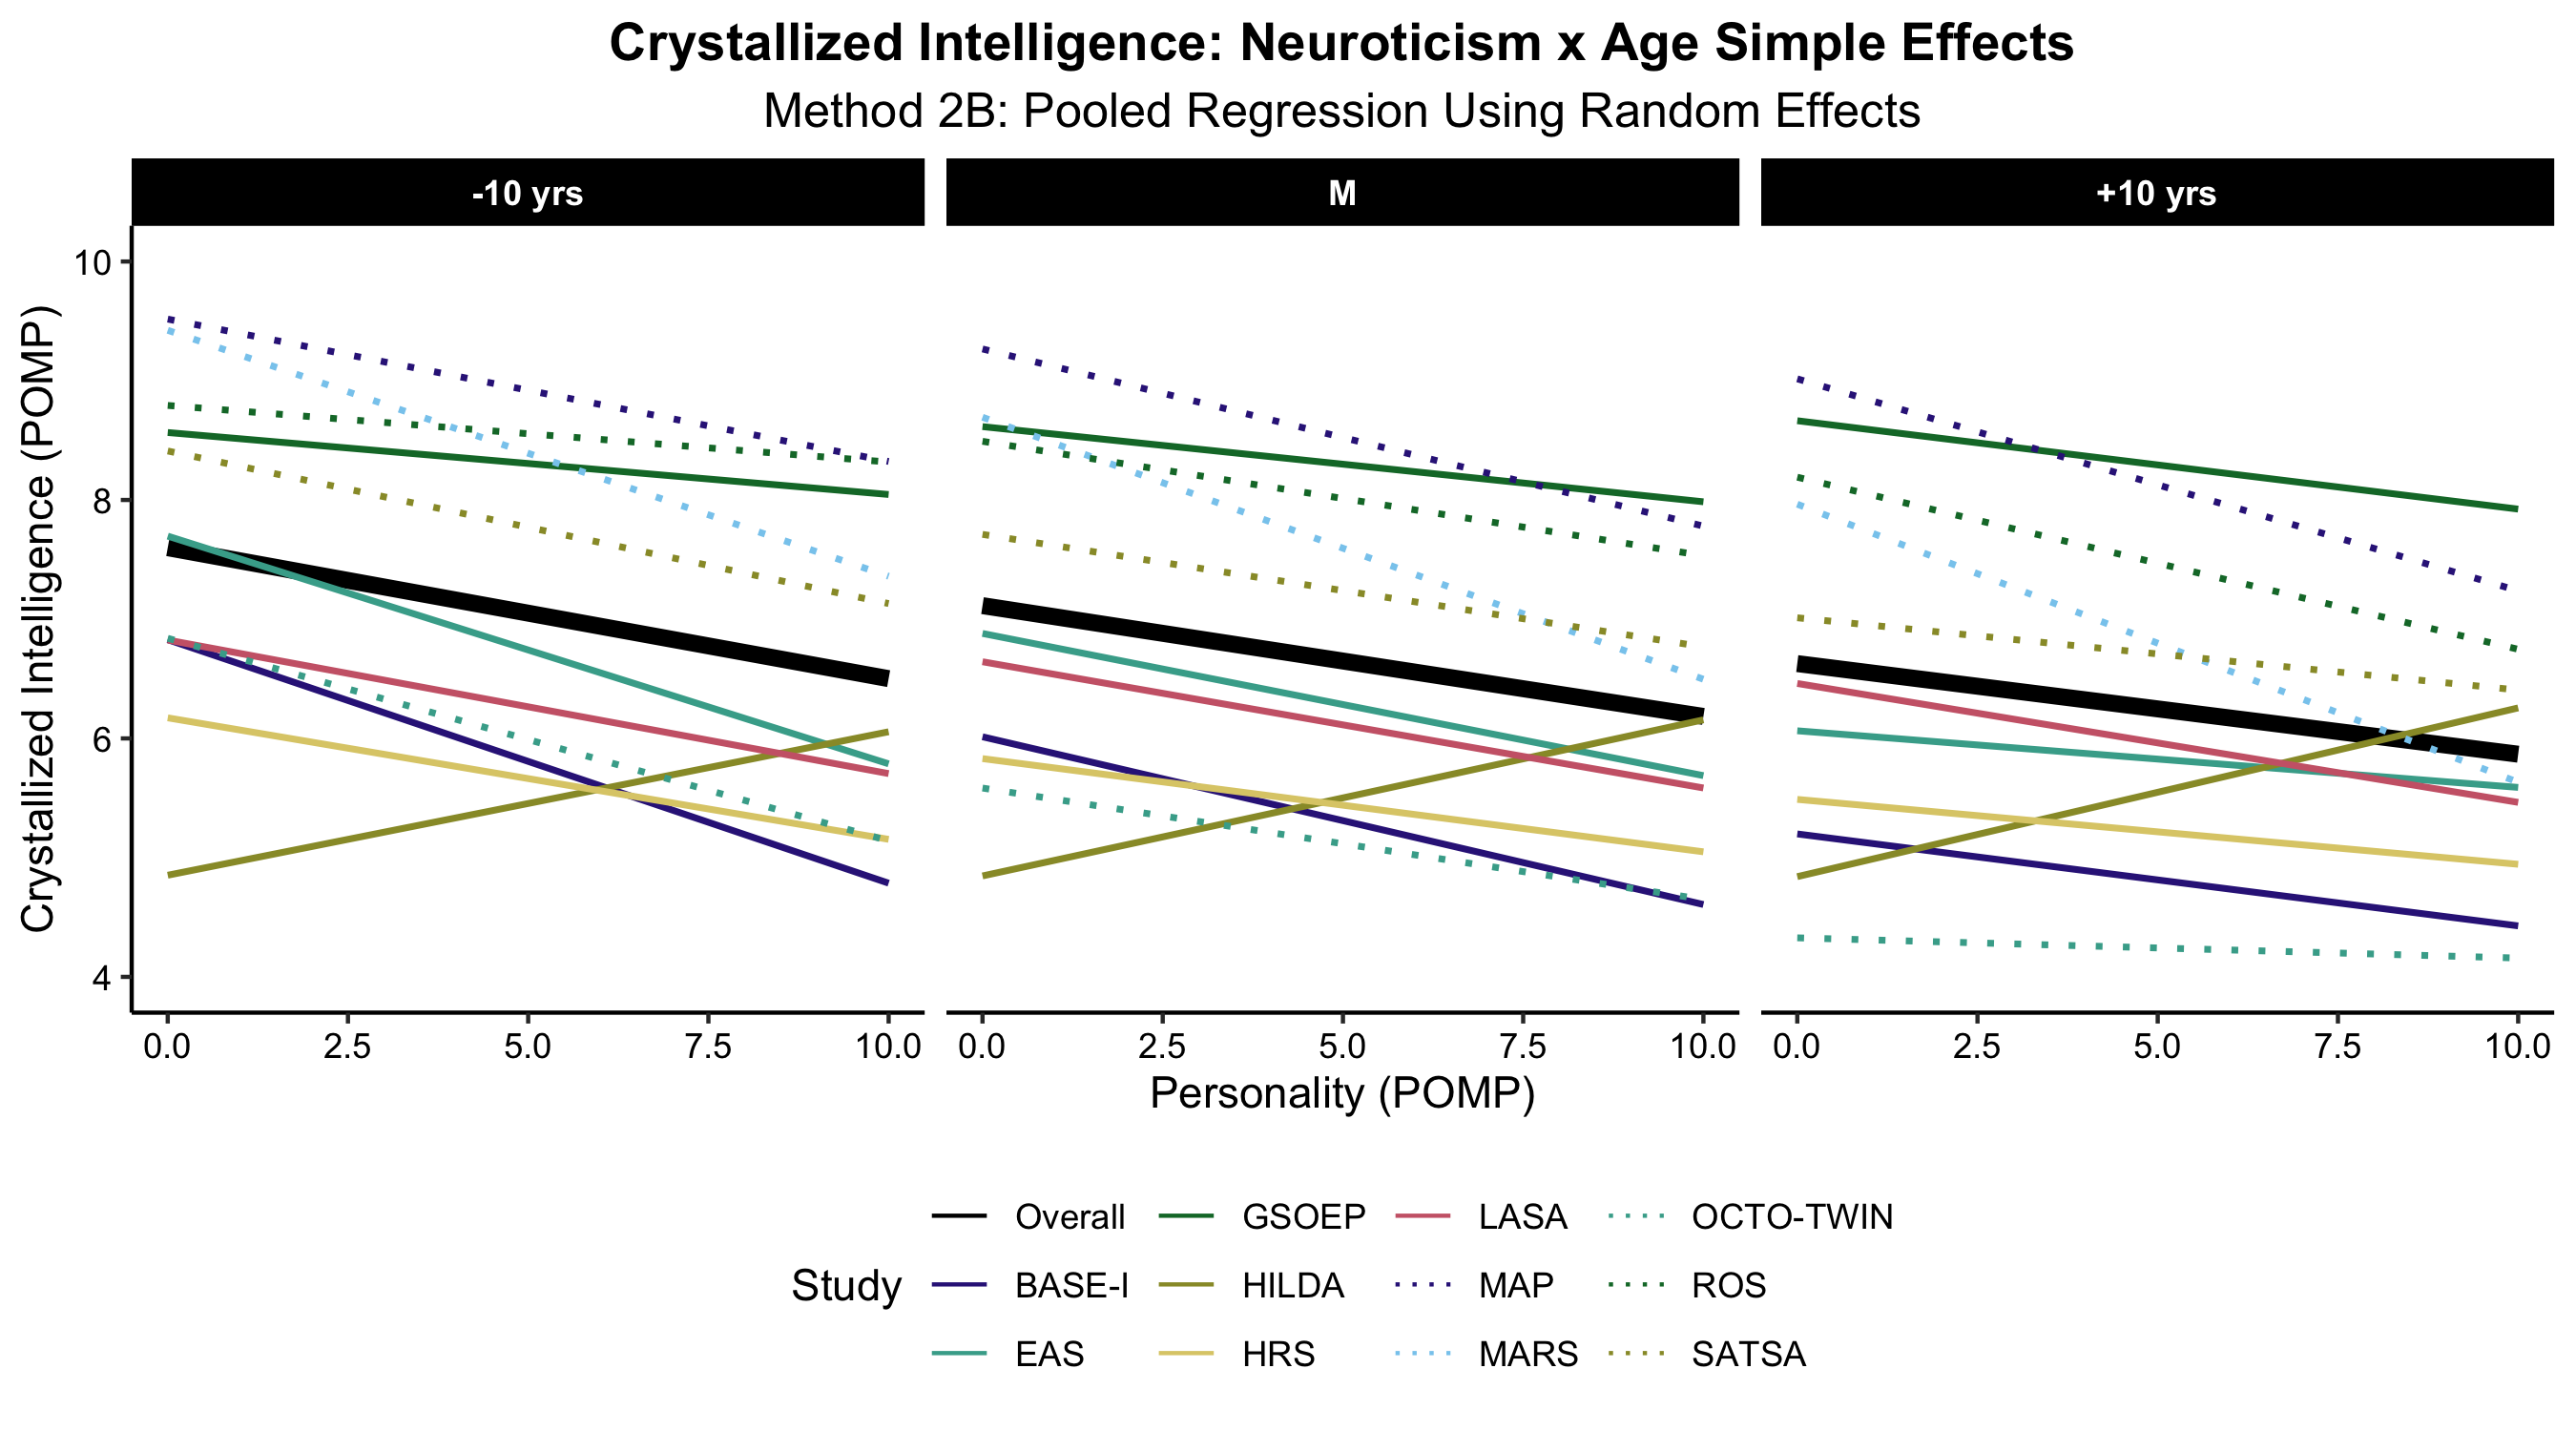 Crystallized Intelligence: Neuroticism x Age Simple Effects
Method 2B: Pooled Regression Using Random Effects
-10 yrs
M
+10 yrs
Crystallized Intelligence (POMP)
10
8
6
4
0.0 2.5 5.0 7.5 10.0
0.0 2.5 5.0 7.5 10.0
0.0 2.5 5.0 7.5 10.0
Personality (POMP)
Study
Overall GSOEP LASA OCTO-TWIN
BASE-I HILDA MAP ROS
EAS HRS MARS SATSA